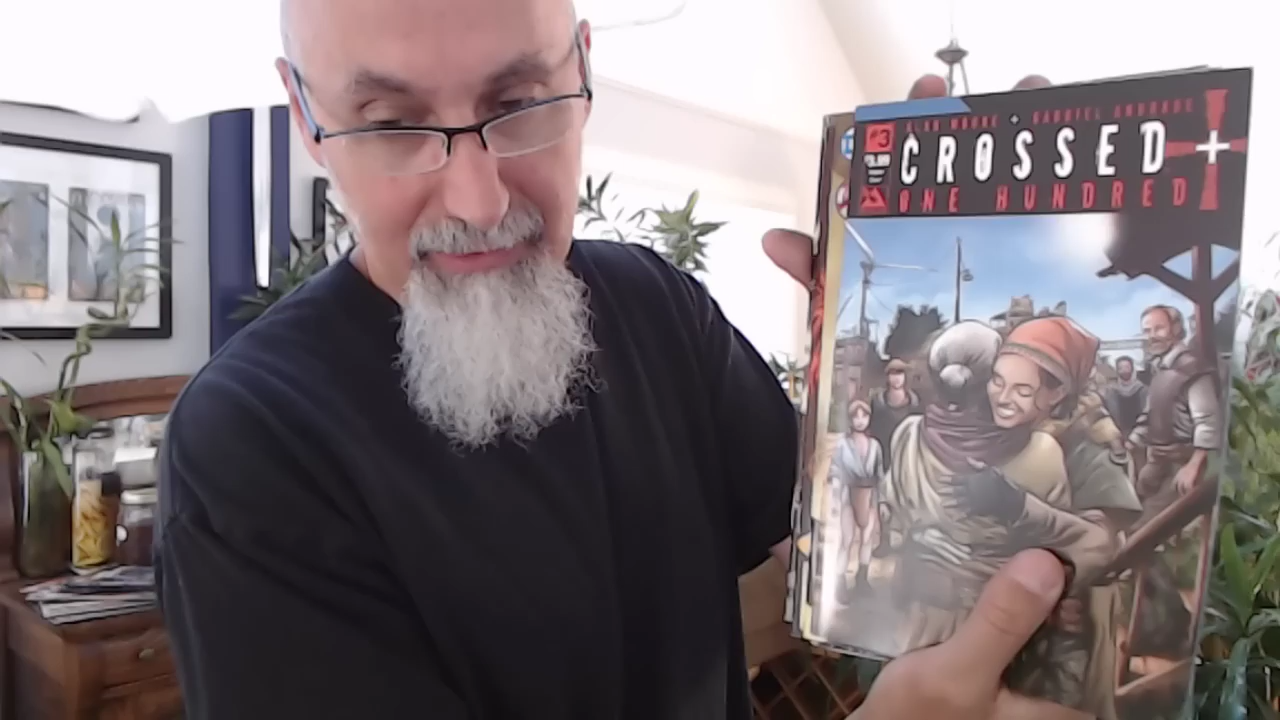 ALAN MOORE + GABRIEL ANDRADE
#3
CROSSED +
ONE HUNDRED